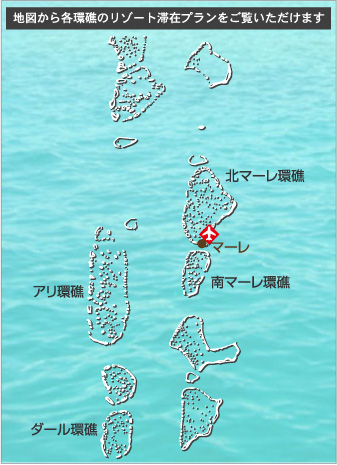 地図から各環礁のリゾート滞在プランをご覧いただけます
北マーレ環礁
マーレ
南マーレ環礁
アリ環礁
ダール環礁